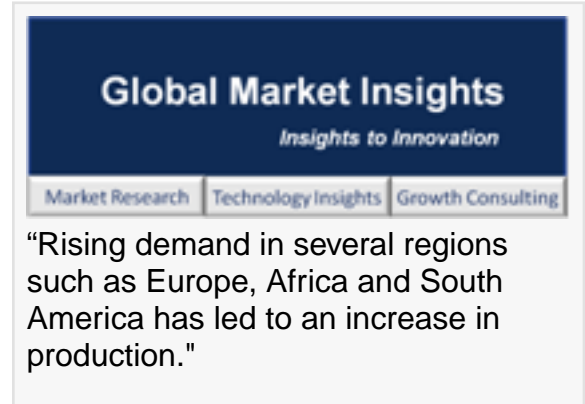 Global Market Insights
Insights to Innovation
Market Research Technology Insights Growth Consulting
“Rising demand in several regions
such as Europe, Africa and South
America has led to an increase in
production."